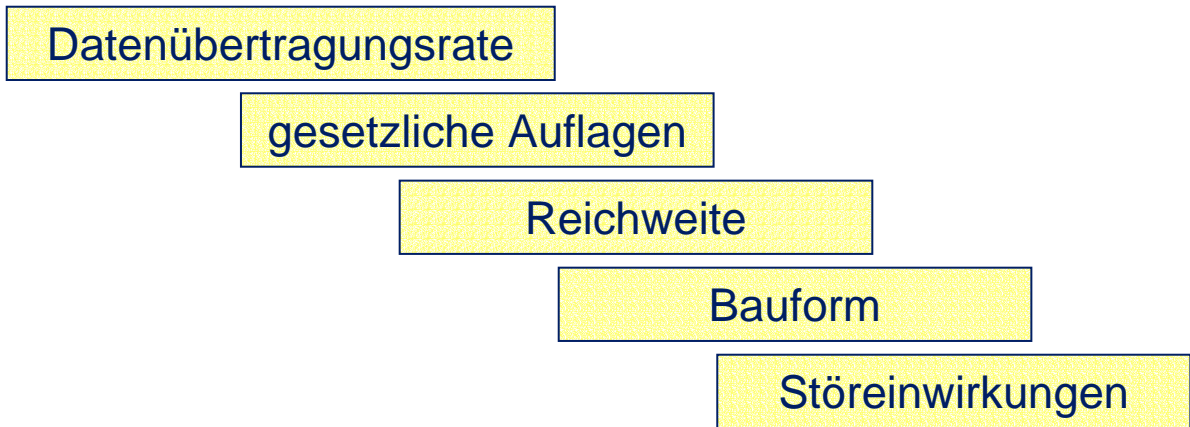 Datenübertragungsrate
gesetzliche Auflagen
Reichweite
Bauform
Störeinwirkungen